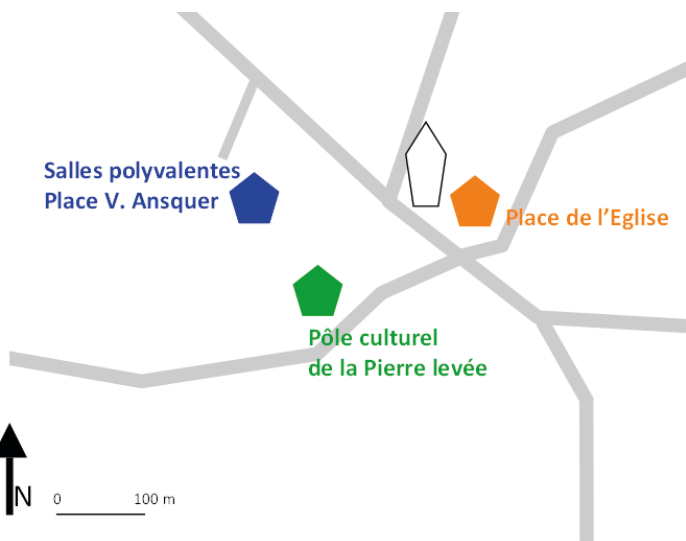 Salles polyvalentes
Place V. Ansquer
Place de l'Eglise
Pôle culturel
de la Pierre levée
N
0 100 m